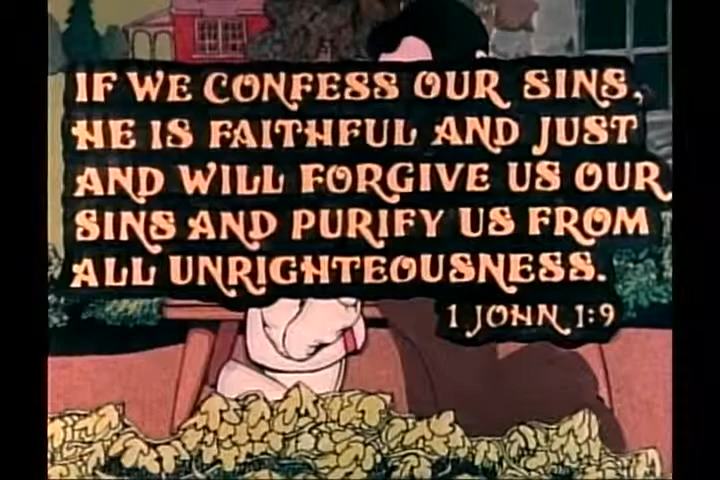 IF WE CONFESS OUR SINS,
HE IS FAITHFUL AND JUST
AND WILL FORGIVE US OUR
SINS AND PURIFY US FROM
ALL UNRIGHTEOUSNESS.
1 JOHN 1:9